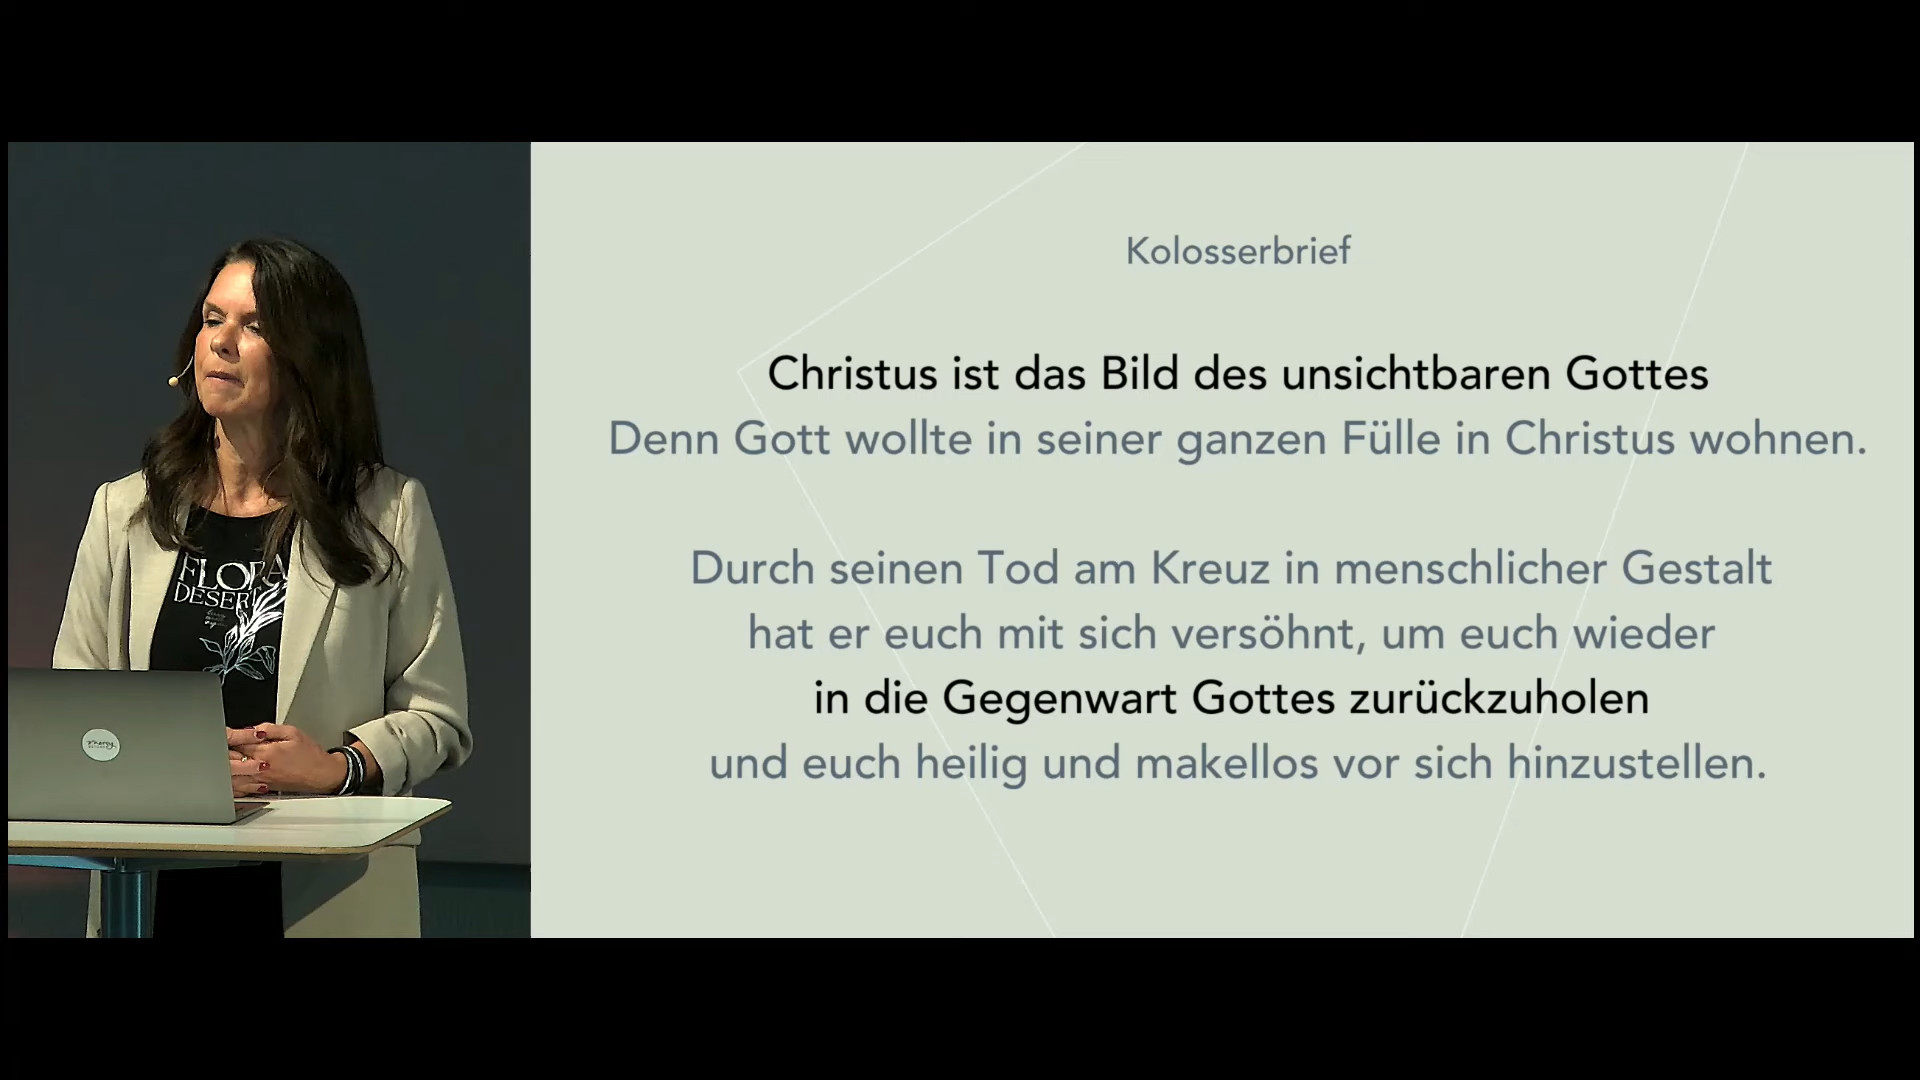 Kolosserbrief
Christus ist das Bild des unsichtbaren Gottes
Denn Gott wollte in seiner ganzen Fülle in Christus wohnen.
Durch seinen Tod am Kreuz in menschlicher Gestalt
hat er euch mit sich versöhnt, um euch wieder
in die Gegenwart Gottes zurückzuholen
und euch heilig und makellos vor sich hinzustellen.
FLORA
DESERT